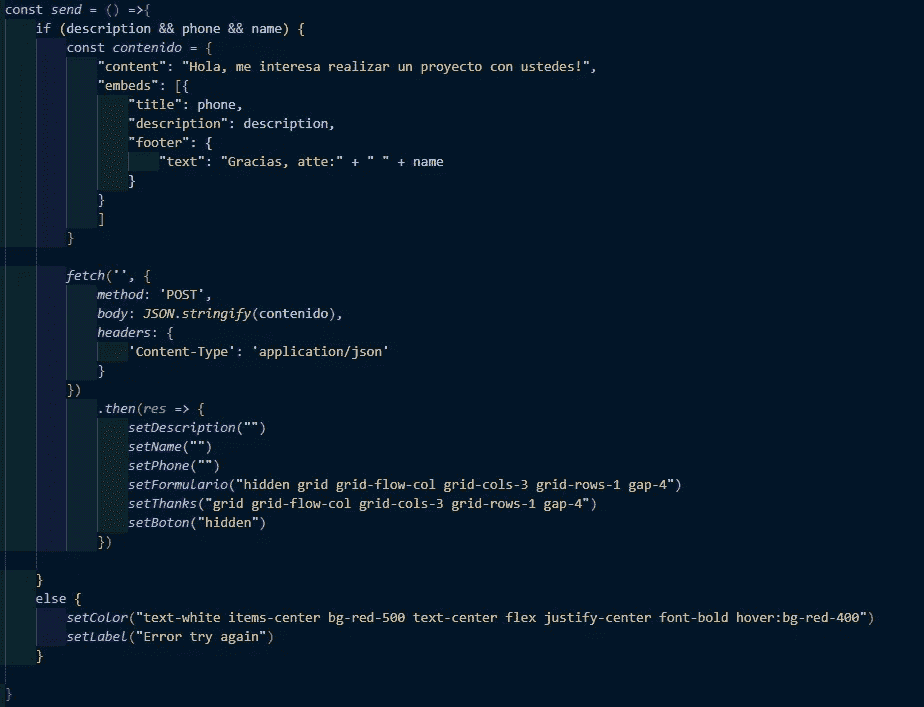 const send = () =>{
    if (description && phone && name) {
        const contenido = {
            "content": "Hola, me interesa realizar un proyecto con ustedes!",
            "embeds": [{
                "title": phone,
                "description": description,
                "footer": {
                    "text": "Gracias, atte:" + " " + name
                }
            }
            ]
        }

        fetch('', {
            method: 'POST',
            body: JSON.stringify(contenido),
            headers: {
                'Content-Type': 'application/json'
            }
        })
            .then(res => {
                setDescription("")
                setName("")
                setPhone("")
                setFormulario("hidden grid grid-flow-col grid-cols-3 grid-rows-1 gap-4")
                setThanks("grid grid-flow-col grid-cols-3 grid-rows-1 gap-4")
                setBoton("hidden")
            })

    }
    else {
        setColor("text-white items-center bg-red-500 text-center flex justify-center font-bold hover:bg-red-400")
        setLabel("Error try again")
    }

}